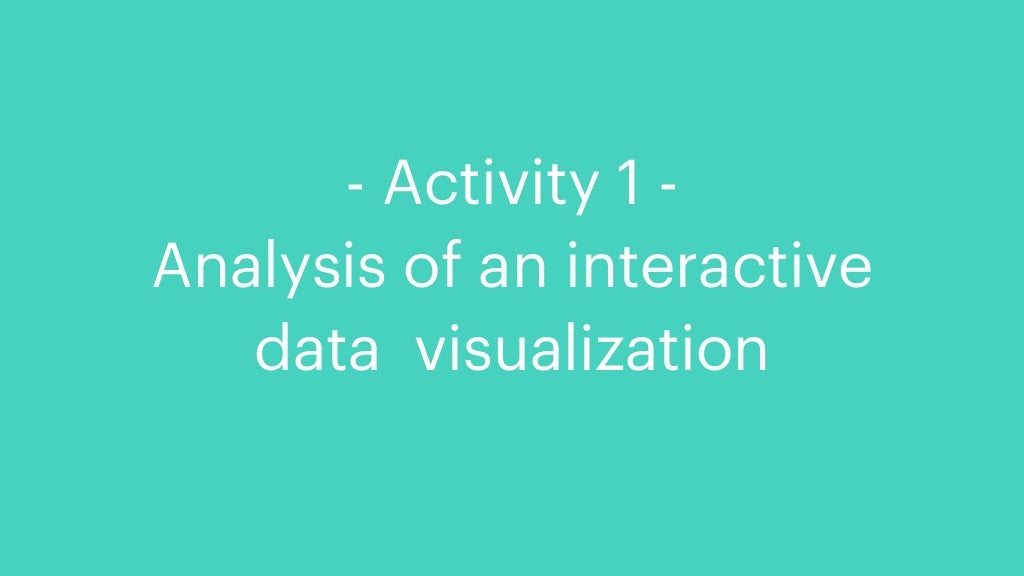 - Activity 1 -
Analysis of an interactive
data  visualization